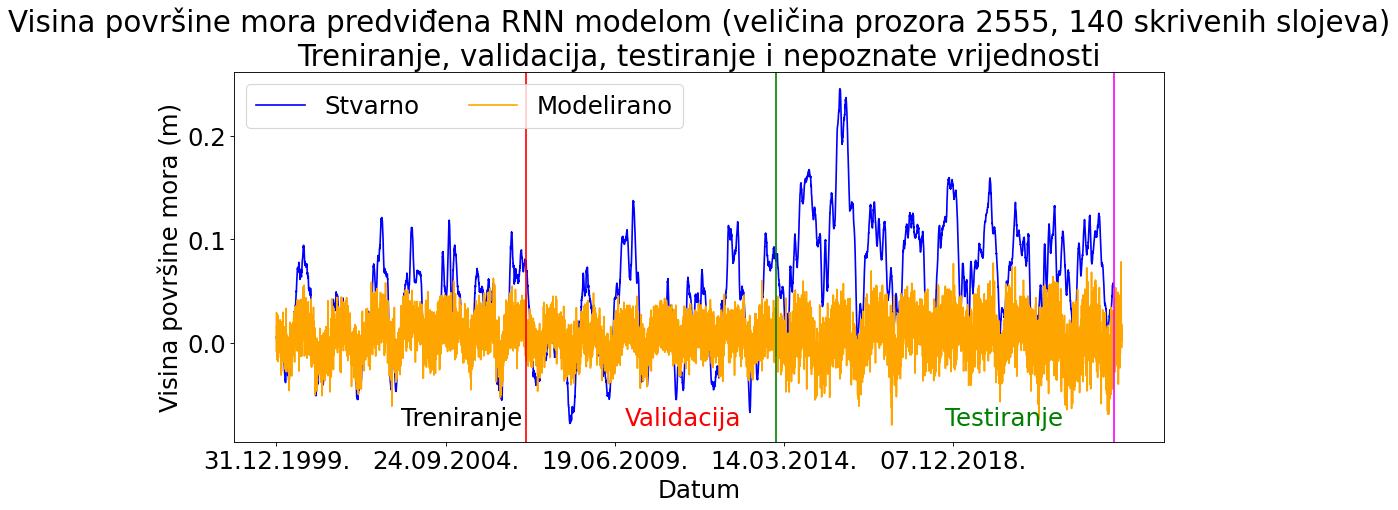 Visina površine mora predviđena RNN modelom (veličina prozora 2555, 140 skrivenih slojeva)
Treniranje, validacija, testiranje i nepoznate vrijednosti
Stvarno Modelirano
Visina površine mora (m)
0.2
0.1
0.0
Treniranje Validacija Testiranje
31.12.1999. 24.09.2004. 19.06.2009. 14.03.2014. 07.12.2018.
Datum